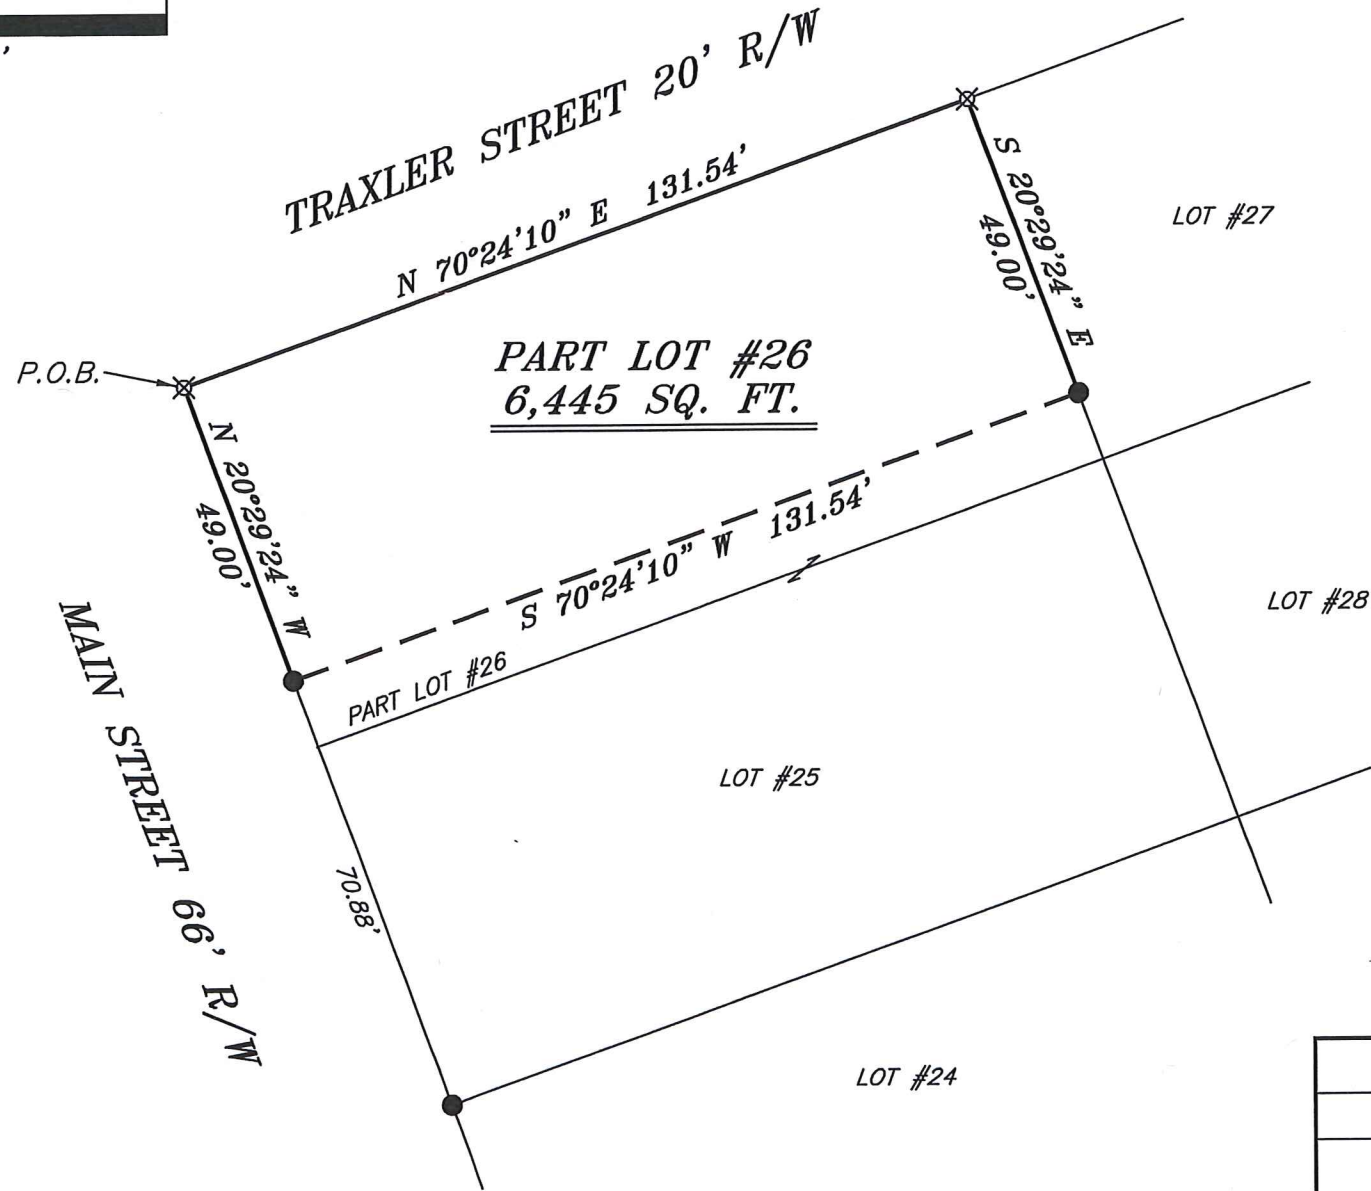 ’
TRAXLER STREET 20' R/W
N 70°24'10" E 131.54'
S 20°29'24" E
49.00'
LOT #27
P.O.B.
PART LOT #26
6,445 SQ. FT.
N 20°29'24" W
49.00'
S 70°24'10" W 131.54'
PART LOT #26
MAIN STREET 66' R/W
LOT #28
LOT #25
70.88'
LOT #24